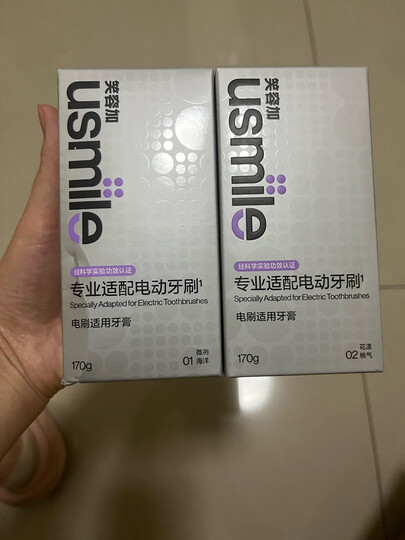 笑容加
usmile
经科学实验功效认证
专业适配电动牙刷¹
Specially Adapted for Electric Toothbrushes
电刷适用牙膏
170g
01
微冽
海洋
笑容加
usmile
经科学实验功效认证
专业适配电动牙刷¹
Specially Adapted for Electric Toothbrushes
电刷适用牙膏
170g
02
花漾
桃气